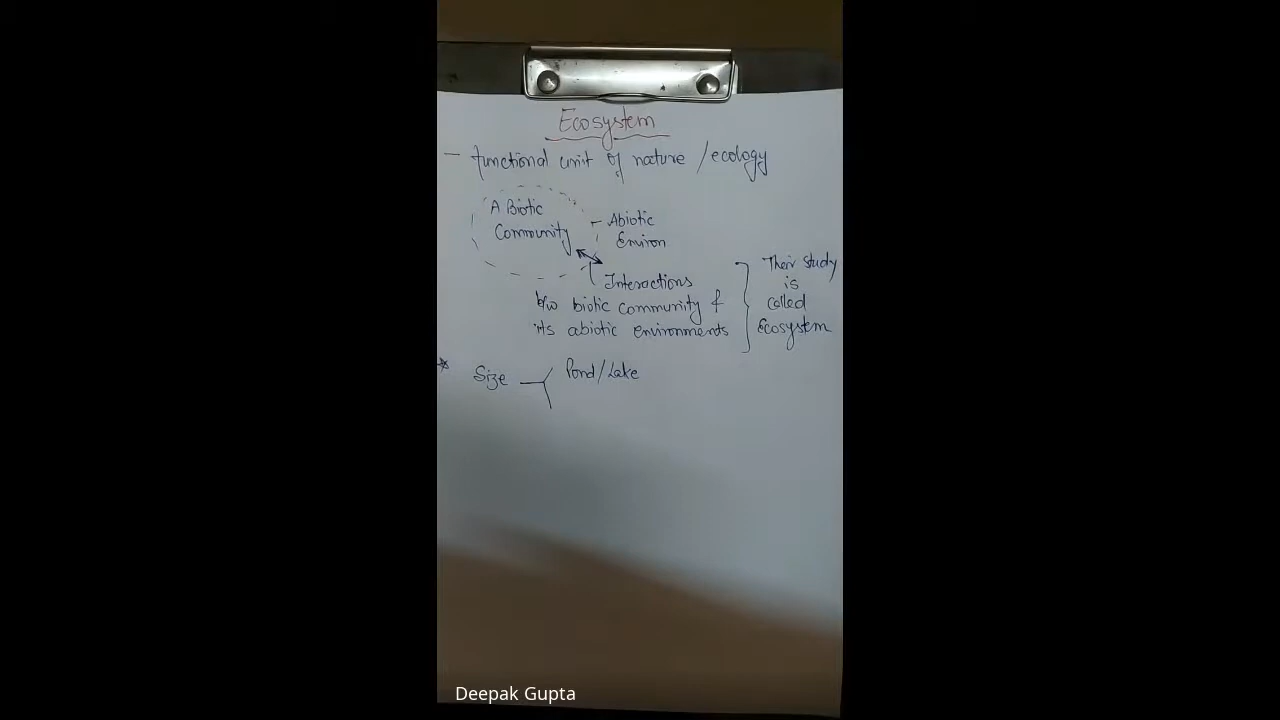 Ecosystem
— functional unit of nature / ecology
A Biotic
Community
Abiotic
Environ
Interactions
b/w biotic community &
its abiotic environments
Their study
is
called
Ecosystem
* Size
Pond/Lake
Deepak Gupta